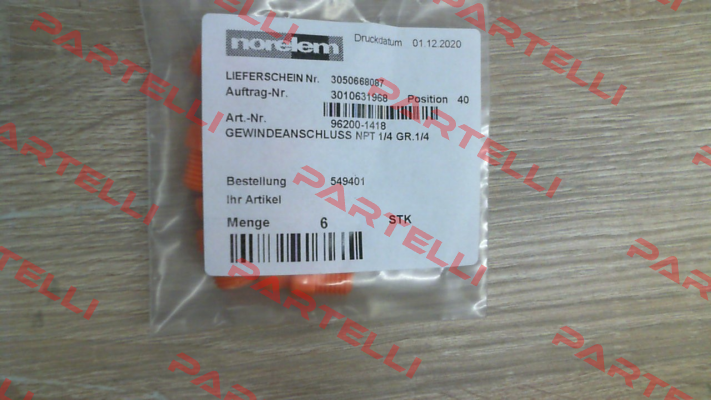 norelem
Druckdatum 01.12.2020
LIEFERSCHEIN Nr. 3050668087
Auftrag-Nr. 3010631968 Position 40
Art.-Nr. 96200-1418
GEWINDEANSCHLUSS NPT 1/4 GR.1/4
Bestellung 549401
Ihr Artikel
Menge 6 STK
PARTELLI
PARTELLI
PARTELLI
PARTELLI
PARTELLI
PARTELLI
PARTELLI
PARTELLI